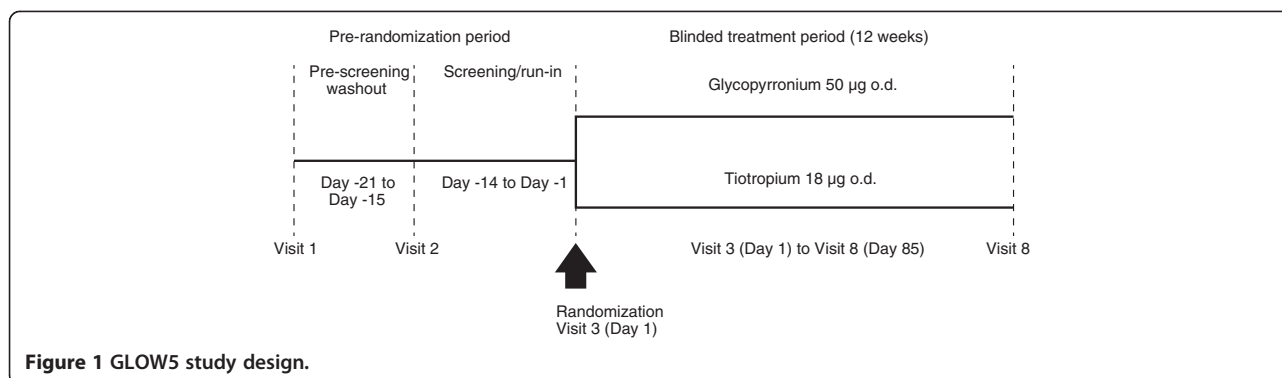 Pre-randomization period
Blinded treatment period (12 weeks)
Pre-screening
washout
Screening/run-in
Glycopyrronium 50 µg o.d.
Day -21 to
Day -15
Day -14 to Day -1
Tiotropium 18 µg o.d.
Visit 1
Visit 2
Visit 3 (Day 1) to Visit 8 (Day 85)
Visit 8
Randomization
Visit 3 (Day 1)
Figure 1 GLOW5 study design.